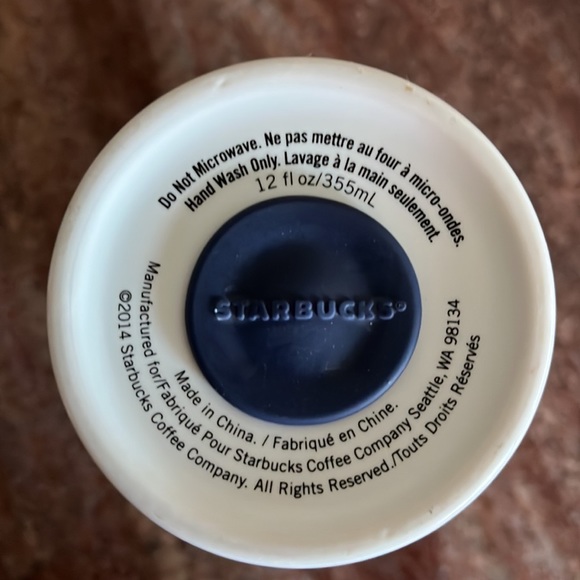 Do Not Microwave. Ne pas mettre au four à micro-ondes.
Hand Wash Only. Lavage à la main seulement.
12 fl oz/355mL
STARBUCKS®
Made in China. / Fabriqué en Chine.
Manufactured for/Fabriqué Pour Starbucks Coffee Company Seattle, WA 98134
©2014 Starbucks Coffee Company. All Rights Reserved./Touts Droits Réservés